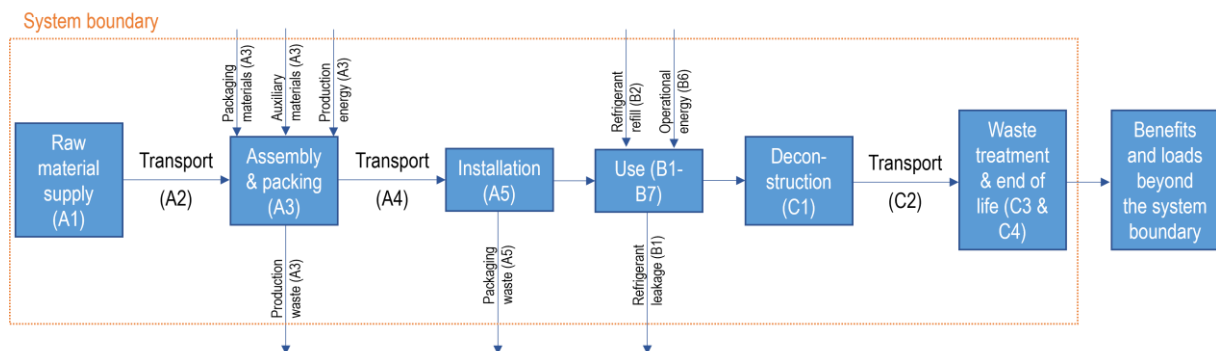 System boundary
Packaging
materials (A3)
Auxiliary
materials (A3)
Production
energy (A3)
Refrigerant
refill (B2)
Operational
energy (B6)
Raw
material
supply (A1)
Transport
(A2)
Assembly
& packing
(A3)
Transport
(A4)
Installation
(A5)
Use (B1-
B7)
Decon-
struction
(C1)
Transport
(C2)
Waste
treatment
& end of
life (C3 &
C4)
Benefits
and loads
beyond
the system
boundary
Production
waste (A3)
Packaging
waste (A5)
Refrigerant
leakage (B1)